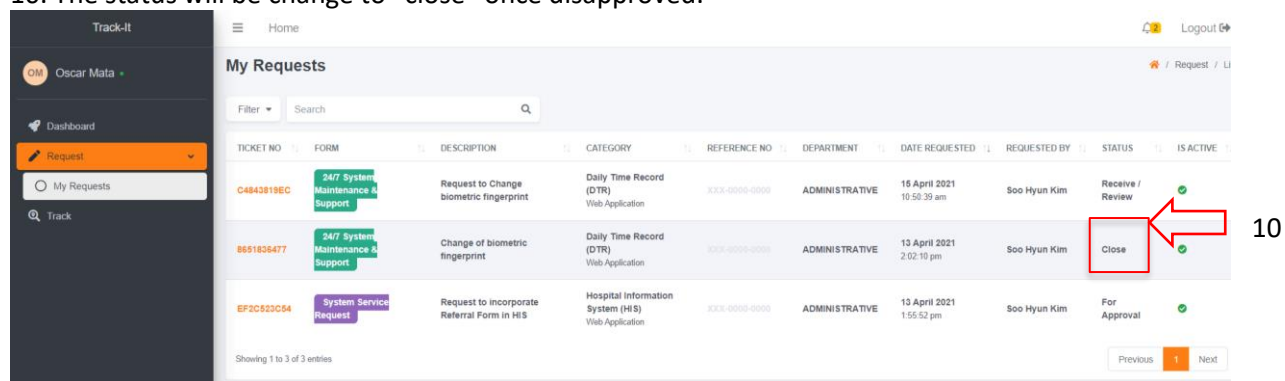 10. The status will be change to "close" once disapproved.
Track-It
Home
2
Logout
OM
Oscar Mata
My Requests
/ Request / Li
Filter
Search
Dashboard
Request
My Requests
Track
TICKET NO FORM DESCRIPTION CATEGORY REFERENCE NO DEPARTMENT DATE REQUESTED REQUESTED BY STATUS IS ACTIVE
C4843819EC
24/7 System
Maintenance &
Support
Request to Change
biometric fingerprint
Daily Time Record
(DTR)
Web Application
XXX-0000-0000
ADMINISTRATIVE
15 April 2021
10:50:39 am
Soo Hyun Kim
Receive /
Review
8651836477
24/7 System
Maintenance &
Support
Change of biometric
fingerprint
Daily Time Record
(DTR)
Web Application
XXX-0000-0000
ADMINISTRATIVE
13 April 2021
2:02:10 pm
Soo Hyun Kim
Close
10
EF2C523C54
System Service
Request
Request to incorporate
Referral Form in HIS
Hospital Information
System (HIS)
Web Application
XXX-0000-0000
ADMINISTRATIVE
13 April 2021
1:55:52 pm
Soo Hyun Kim
For
Approval
Showing 1 to 3 of 3 entries
Previous 1 Next